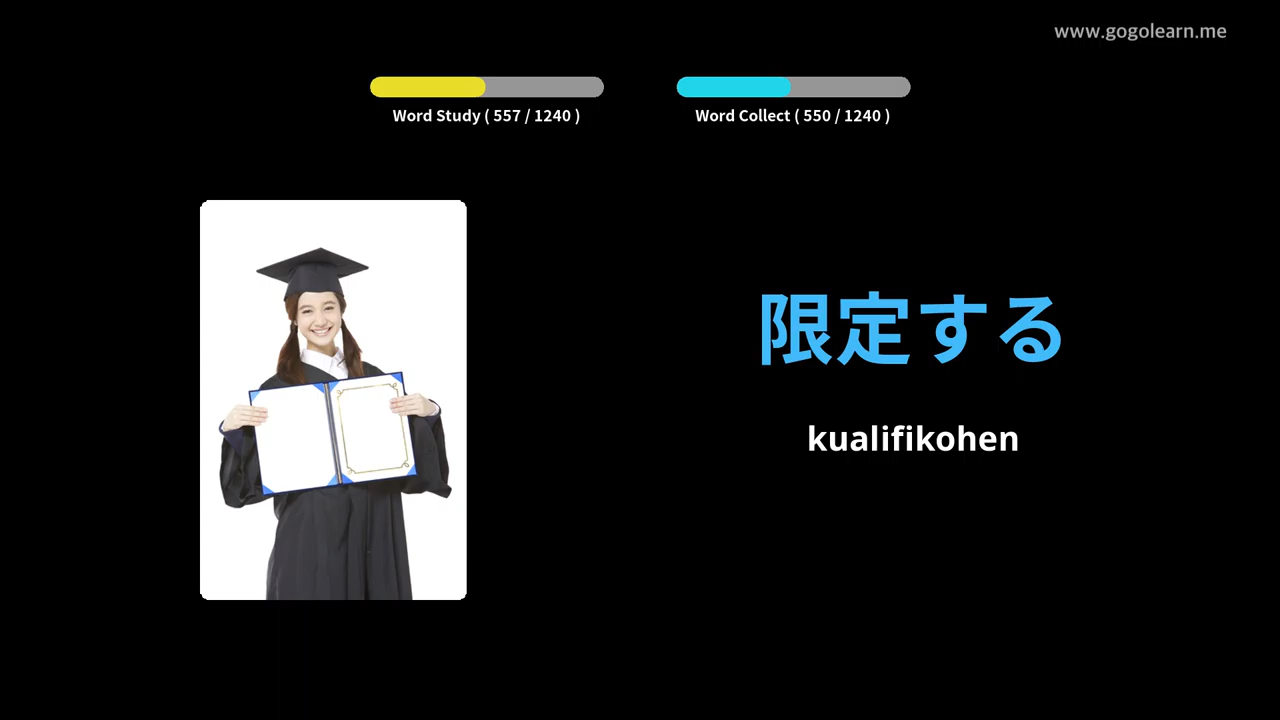 www.gogolearn.me
Word Study ( 557 / 1240 )
Word Collect ( 550 / 1240 )
限定する
kualifikohen